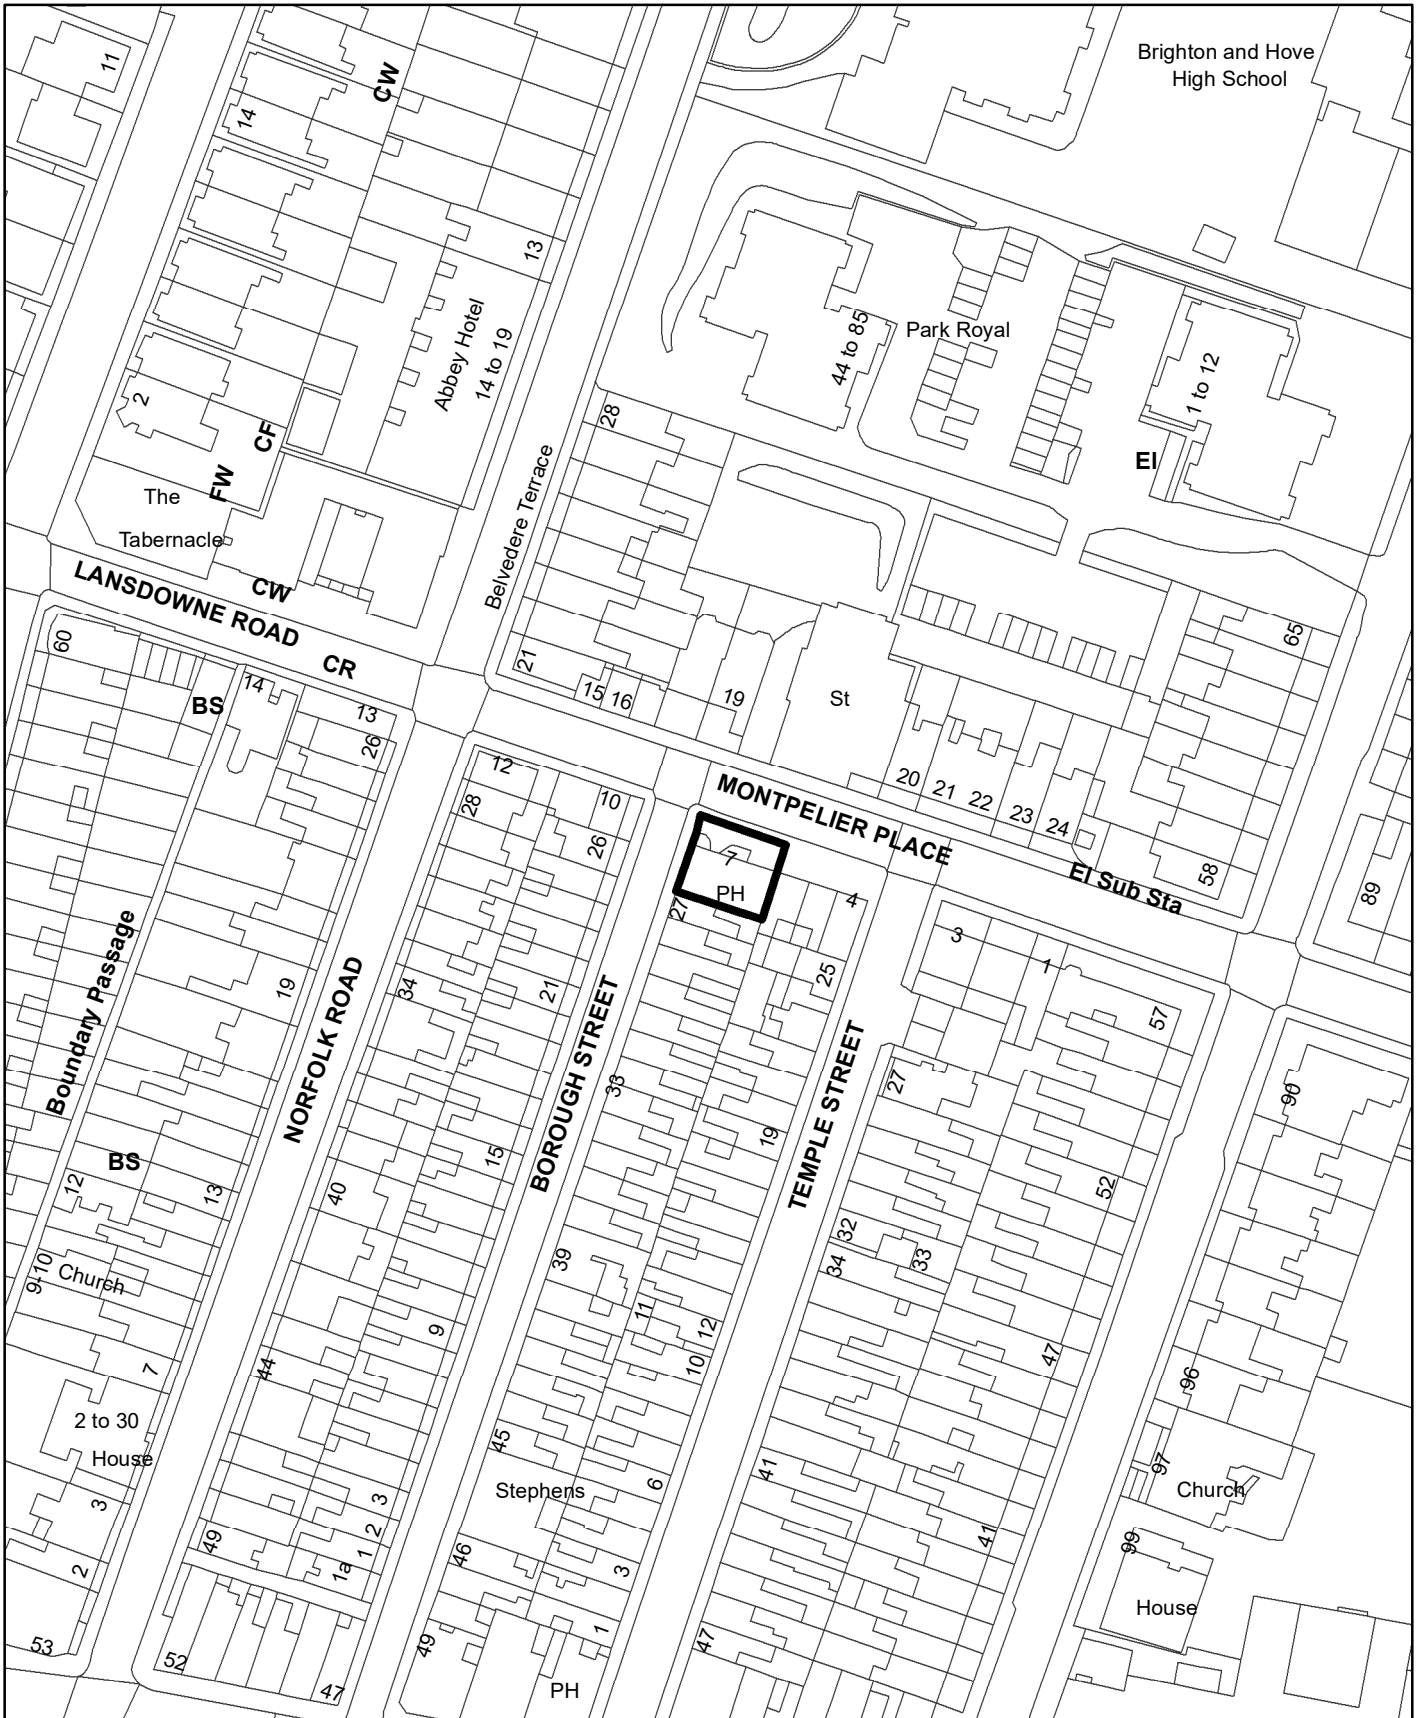 Brighton and Hove
High School
11
CW
14
13
Abbey Hotel
14 to 19
44 to 85
Park Royal
1 to 12
2
CF
FW
28
EI
The
Tabernacle
Belvedere Terrace
CW
LANSDOWNE ROAD
CR
60
65
21
14
BS
15
16
19
St
13
26
12
10
28
26
20
21
22
23
24
MONTPELIER PLACE
El Sub Sta
58
89
7
PH
27
4
3
1
25
57
Boundary Passage
19
34
21
NORFOLK ROAD
BOROUGH STREET
33
TEMPLE STREET
27
90
BS
12
13
40
15
19
52
9-10
Church
39
32
34
33
11
12
10
9
7
44
47
96
2 to 30
House
45
Stephens
6
41
97
Church
3
3
49
2
1
1a
46
3
41
99
2
House
53
52
47
49
1
47
PH